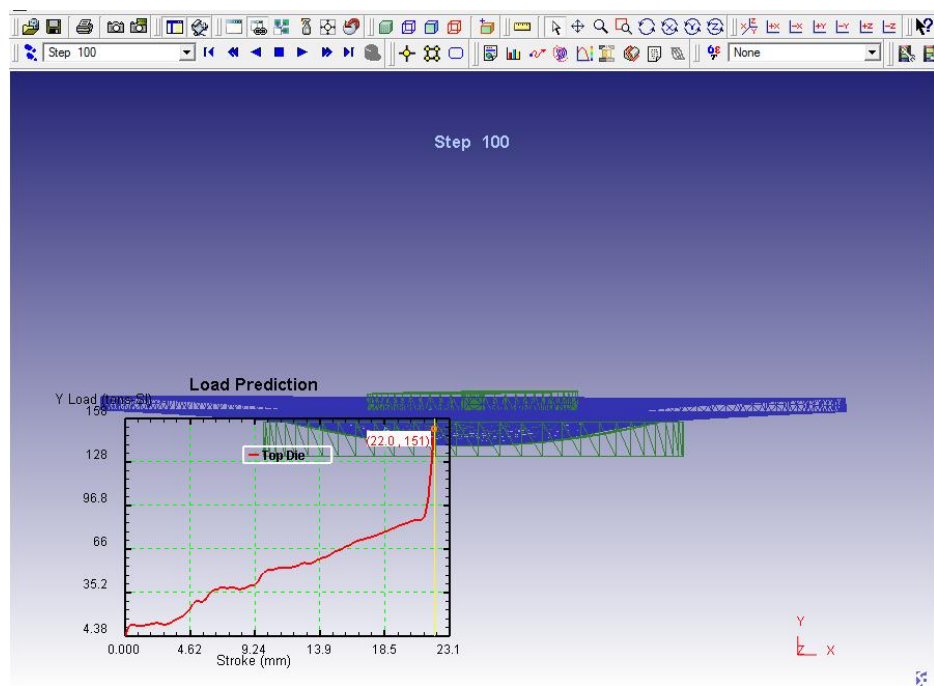 Step 100
None
Step 100
Load Prediction
Y Load (tons-SI)
158
128
96.8
66
35.2
4.38
(22.0 , 151)
Top Die
0.000 4.62 9.24 13.9 18.5 23.1
Stroke (mm)
Y
Z X